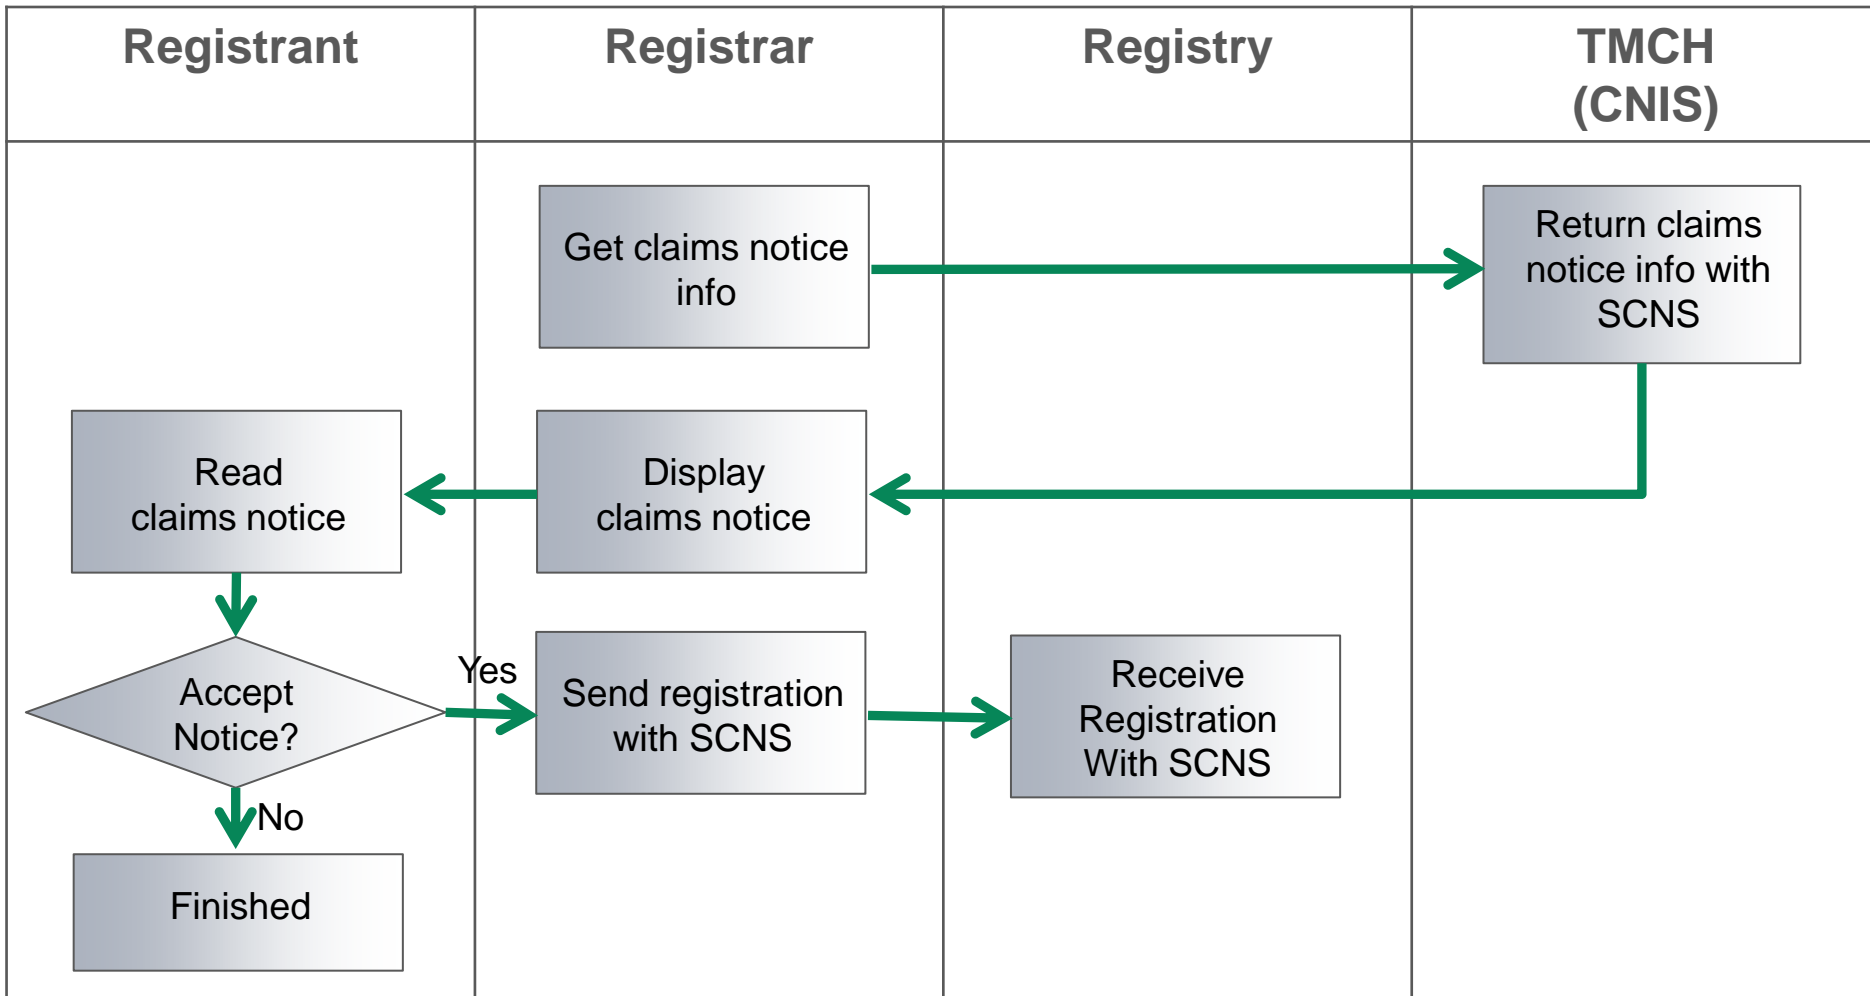 Registrant
Registrar
Registry
TMCH
(CNIS)
Get claims notice
info
Return claims
notice info with
SCNS
Read
claims notice
Display
claims notice
Accept
Notice?
Yes
Send registration
with SCNS
Receive
Registration
With SCNS
No
Finished